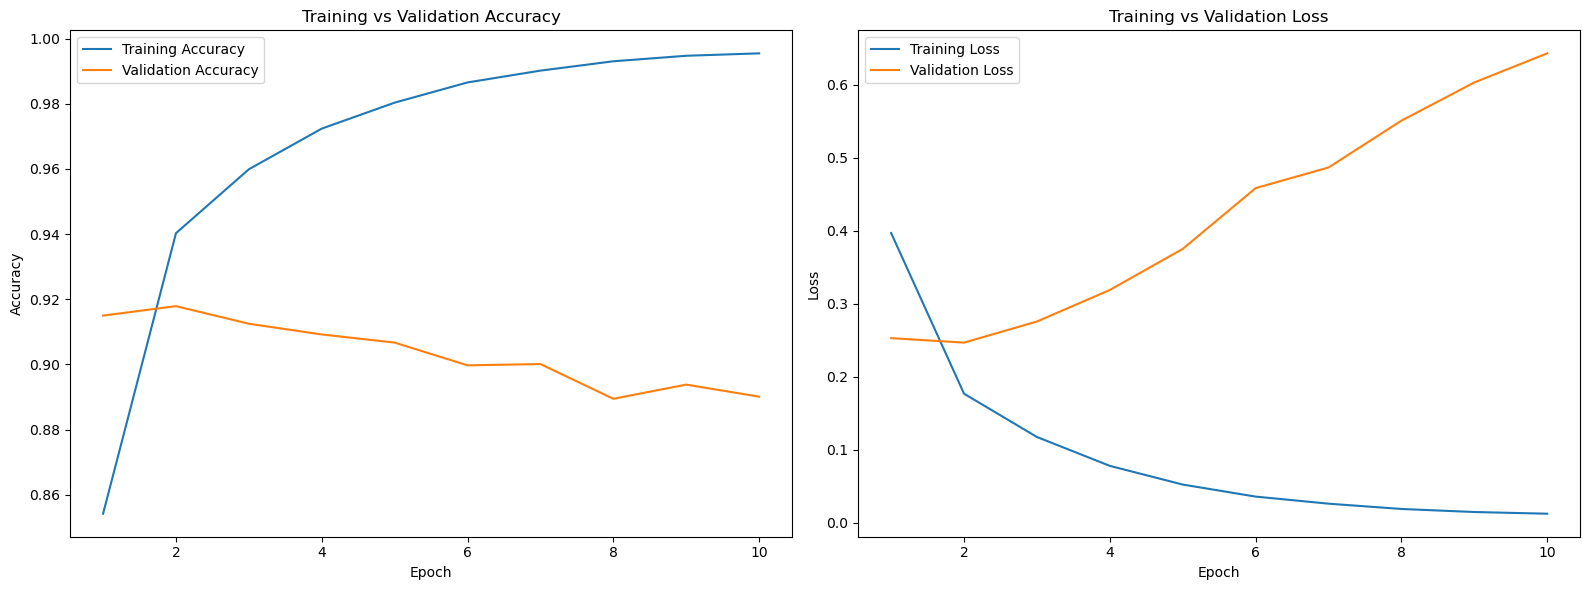 Training vs Validation Accuracy
Training Accuracy
Validation Accuracy
1.00
0.98
0.96
0.94
0.92
0.90
0.88
0.86
Accuracy
2
4
6
8
10
Epoch
Training vs Validation Loss
Training Loss
Validation Loss
0.6
0.5
0.4
0.3
0.2
0.1
0.0
Loss
2
4
6
8
10
Epoch